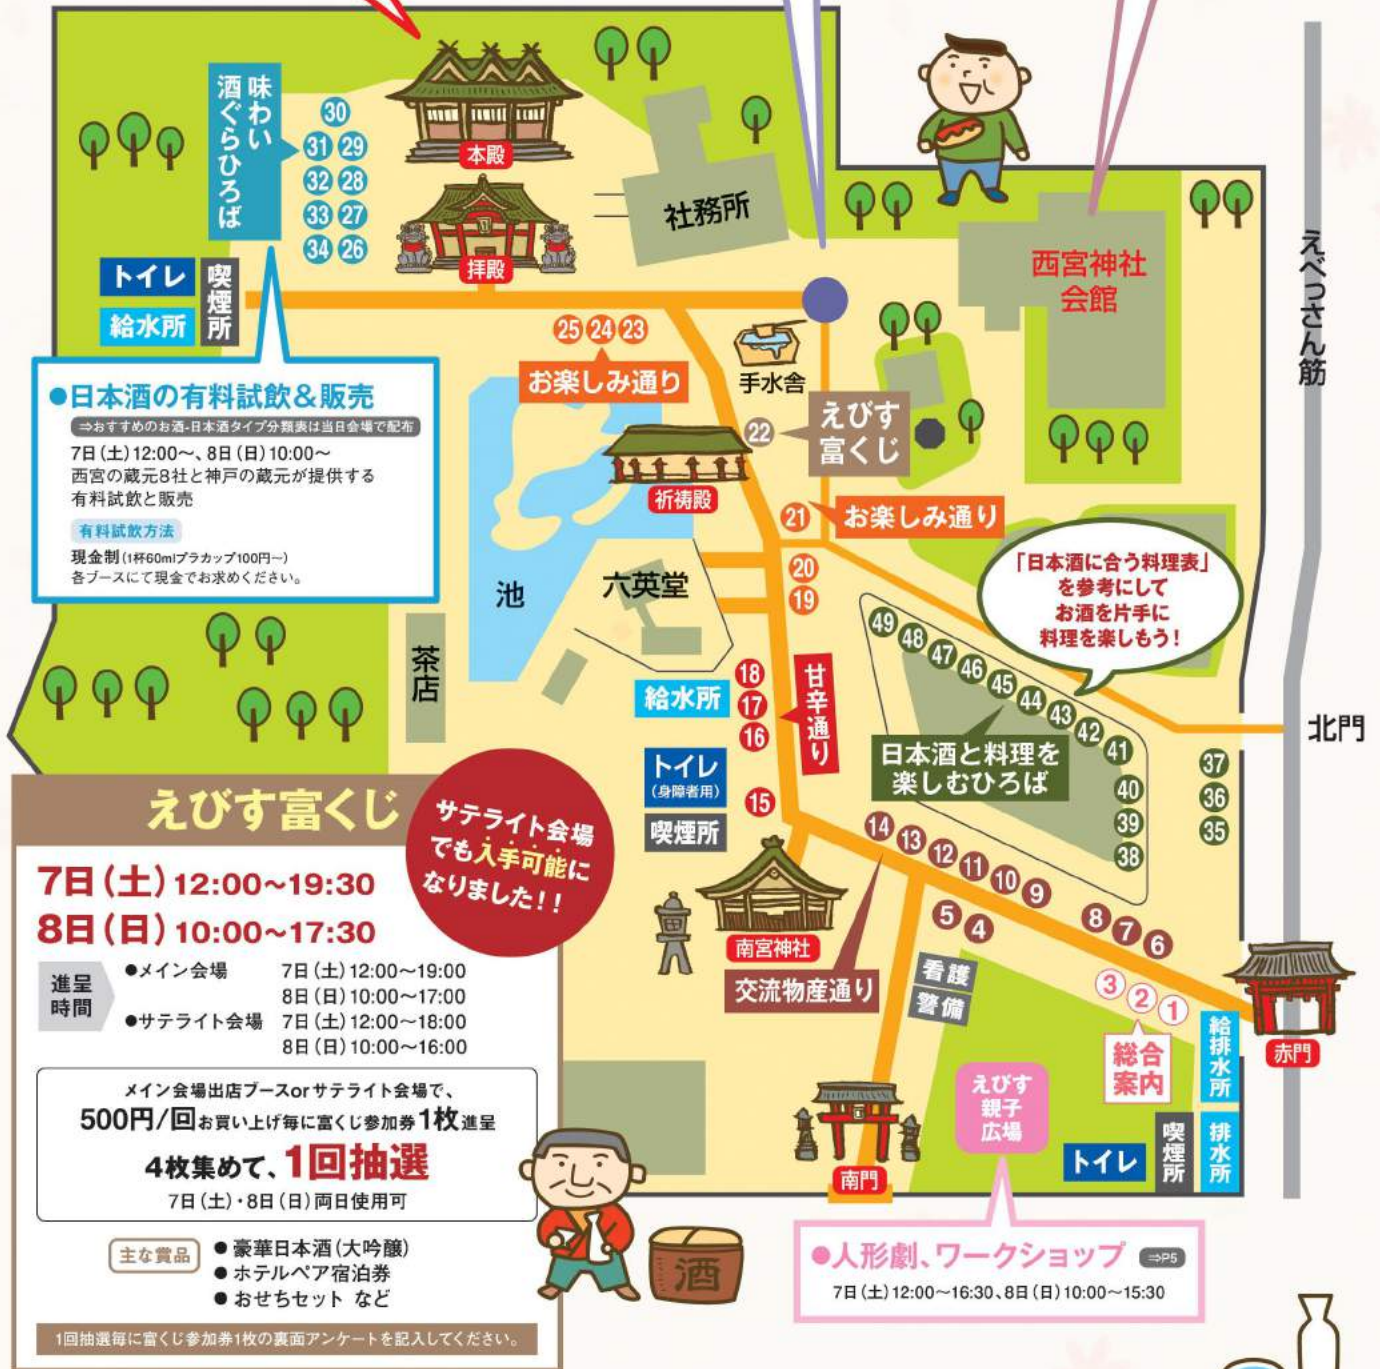 味わい
酒ぐらひろば
30
31 29
32 28
33 27
34 26
本殿
拝殿
社務所
西宮神社
会館
えべっさん筋
トイレ
給水所
喫煙所
25 24 23
お楽しみ通り
手水舎
22
えびす
富くじ
祈祷殿
21
お楽しみ通り
●日本酒の有料試飲&販売
⇒おすすめのお酒-日本酒タイプ分類表は当日会場で配布
7日(土)12:00～、8日(日)10:00～
西宮の蔵元8社と神戸の蔵元が提供する
有料試飲と販売
有料試飲方法
現金制(1杯60mlプラカップ100円～)
各ブースにて現金でお求めください。
池
六英堂
20
19
「日本酒に合う料理表」
を参考にして
お酒を片手に
料理を楽しもう!
茶店
給水所
18
17
16
甘辛通り
トイレ
(身障者用)
喫煙所
15
49
48
47
46
45
44
43
42
41
40
39
38
日本酒と料理を
楽しむひろば
北門
37
36
35
14
13
12
11
10
9
8
7
6
5
4
南宮神社
交流物産通り
看護
警備
3
2
1
総合
案内
給排水所
赤門
えびす
親子
広場
トイレ
喫煙所
排水所
南門
●人形劇、ワークショップ ⇒P5
7日(土)12:00～16:30、8日(日)10:00～15:30
えびす富くじ
サテライト会場
でも入手可能に
なりました!!
7日(土)12:00～19:30
8日(日)10:00～17:30
進呈
時間
●メイン会場 7日(土)12:00～19:00
8日(日)10:00～17:00
●サテライト会場 7日(土)12:00～18:00
8日(日)10:00～16:00
メイン会場出店ブースorサテライト会場で、
500円/回お買い上げ毎に富くじ参加券1枚進呈
4枚集めて、1回抽選
7日(土)・8日(日)両日使用可
主な賞品
●豪華日本酒(大吟醸)
●ホテルペア宿泊券
●おせちセット など
1回抽選毎に富くじ参加券1枚の裏面アンケートを記入してください。
酒